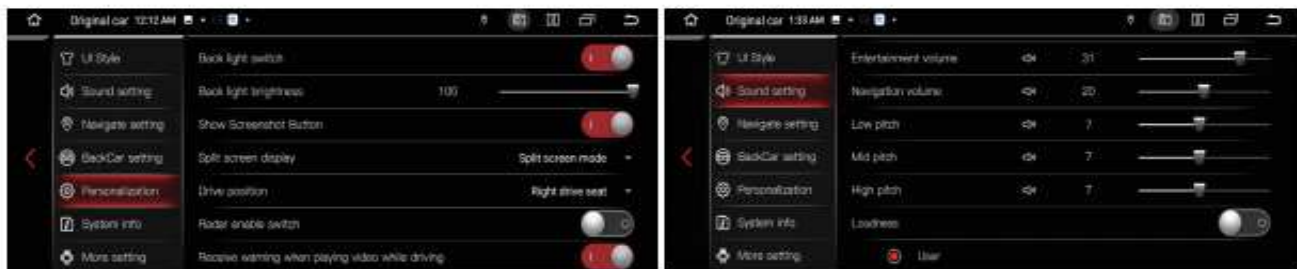 Original car 12:12 AM
UI Style
Sound setting
Navigate setting
BackCar setting
Personalization
System info
More setting
Back light switch
Back light brightness 100
Show Screenshot Button
Split screen display Split screen mode
Drive position Right drive seat
Radar enable switch
Receive warning when playing video while driving
Original car 1:33 AM
UI Style
Sound setting
Navigate setting
BackCar setting
Personalization
System info
More setting
Entertainment volume 31
Navigation volume 20
Low pitch 7
Mid pitch 7
High pitch 7
Loudness
User